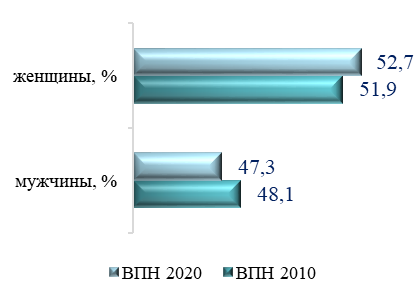 52,7
женщины, %
51,9
47,3
мужчины, %
48,1
ВПН 2020 ВПН 2010